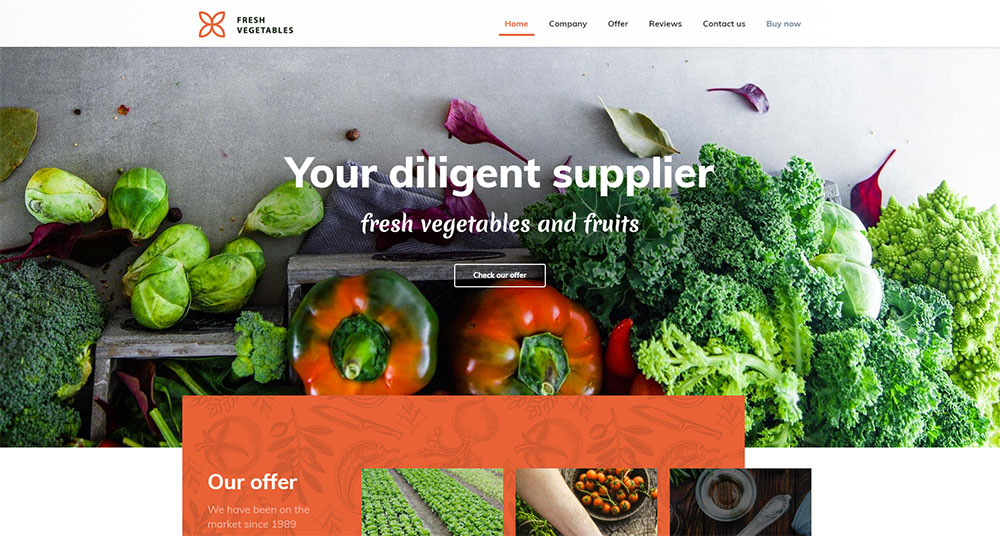 FRESH
VEGETABLES
Home Company Offer Reviews Contact us Buy now
Your diligent supplier
fresh vegetables and fruits
Check our offer
Our offer
We have been on the
market since 1989